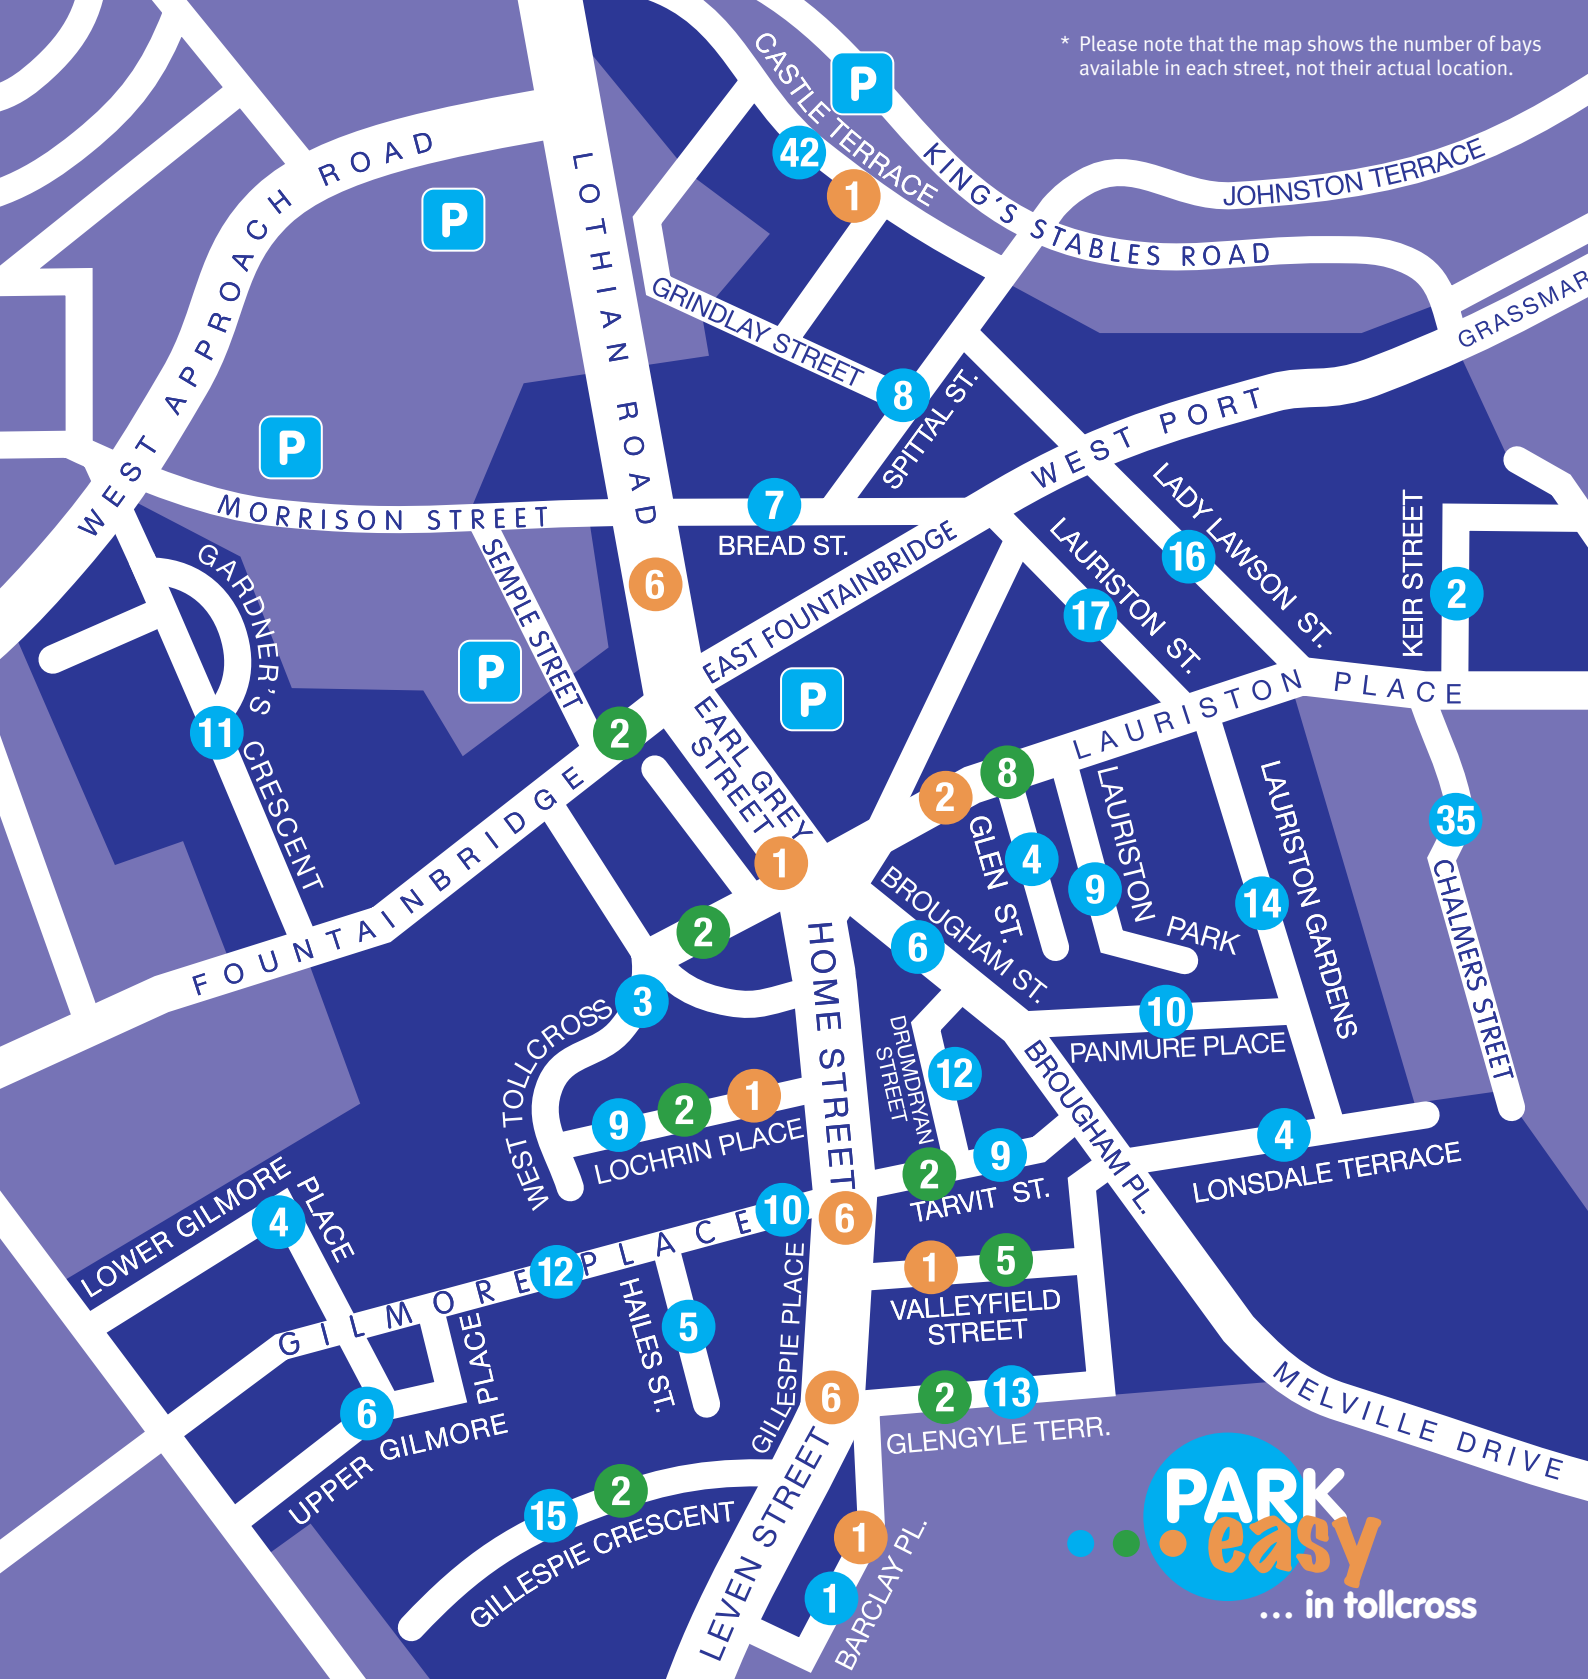 * Please note that the map shows the number of bays
available in each street, not their actual location.
CASTLE TERRACE
P
42
1
KING'S STABLES ROAD
JOHNSTON TERRACE
GRASSMAR
WEST APPROACH ROAD
P
LOTHIAN ROAD
GRINDLAY STREET
8
SPITTAL ST.
P
MORRISON STREET
7
BREAD ST.
WEST PORT
LADY LAWSON ST.
16
LAURISTON ST.
17
KEIR STREET
2
GARDNER'S CRESCENT
11
SEMPLE STREET
6
EAST FOUNTAINBRIDGE
P
P
2
EARL GREY
STREET
1
LAURISTON PLACE
2
8
GLEN ST.
4
LAURISTON PARK
9
LAURISTON GARDENS
14
35
CHALMERS STREET
FOUNTAINBRIDGE
2
3
WEST TOLLCROSS
HOME STREET
BROUGHAM ST.
6
10
PANMURE PLACE
DRUMDRYAN
STREET
12
BROUGHAM PL.
9
2
1
LOCHRIN PLACE
2
9
TARVIT ST.
4
LONSDALE TERRACE
LOWER GILMORE PLACE
4
GILMORE PLACE
12
10
6
HAILES ST.
5
GILLESPIE PLACE
1
5
VALLEYFIELD
STREET
UPPER GILMORE PLACE
6
6
2
13
GLENGYLE TERR.
MELVILLE DRIVE
15
2
GILLESPIE CRESCENT
LEVEN STREET
1
1
BARCLAY PL.
PARK
easy
... in tollcross